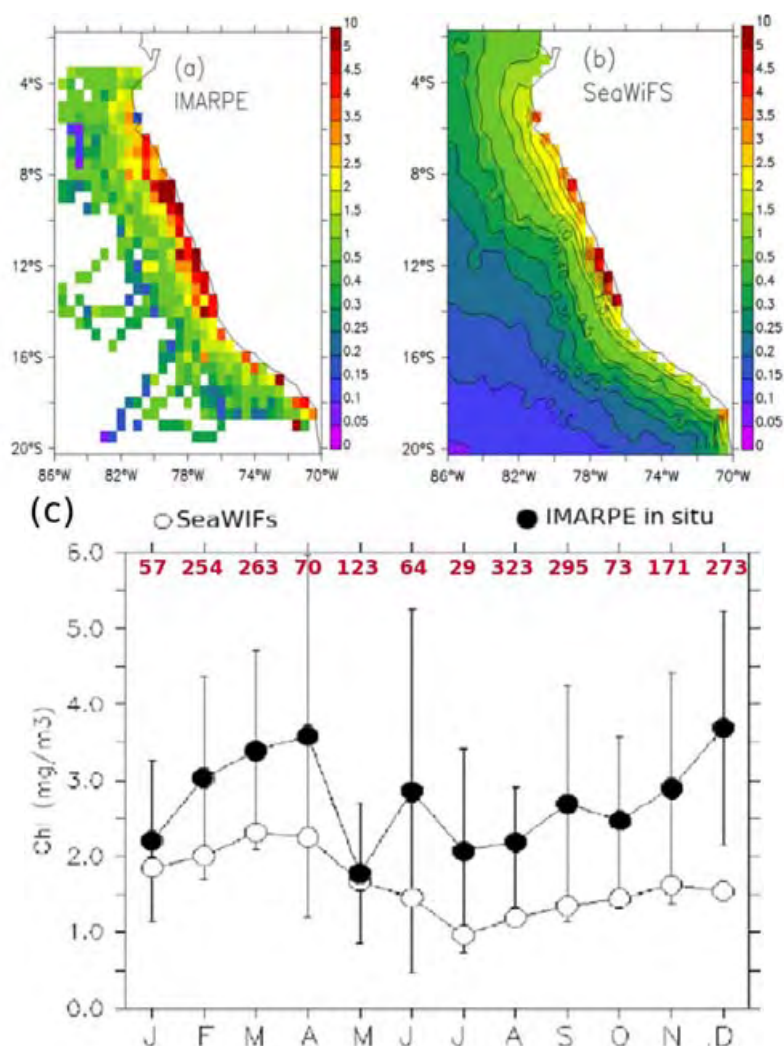 (a)
IMARPE
4°S
8°S
12°S
16°S
20°S
86°W 82°W 78°W 74°W 70°W
10
5
4.5
4
3.5
3
2.5
2
1.5
1
0.5
0.4
0.3
0.25
0.2
0.15
0.1
0.05
0
(b)
SeaWiFS
4°S
8°S
12°S
16°S
20°S
86°W 82°W 78°W 74°W 70°W
10
5
4.5
4
3.5
3
2.5
2
1.5
1
0.5
0.4
0.3
0.25
0.2
0.15
0.1
0.05
0
(c)
SeaWIFs IMARPE in situ
57 254 263 70 123 64 29 323 295 73 171 273
6.0
5.0
4.0
3.0
2.0
1.0
0.0
Chl (mg/m3)
J F M A M J J A S O N D